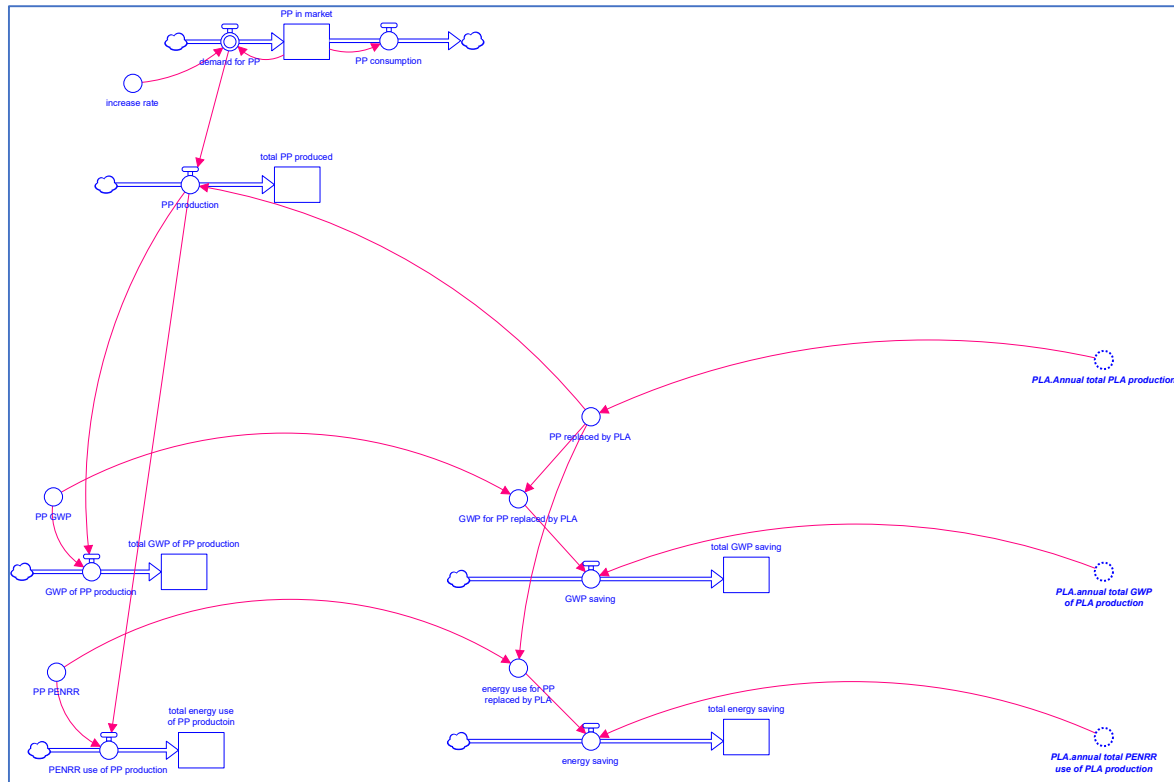 PP in market
demand for PP
PP consumption
increase rate
total PP produced
PP production
PLA.Annual total PLA production
PP replaced by PLA
PP GWP
GWP for PP replaced by PLA
total GWP of PP production
total GWP saving
GWP of PP production
GWP saving
PLA.annual total GWP
of PLA production
PP PENRR
energy use for PP
replaced by PLA
total energy use
of PP productoin
total energy saving
PENRR use of PP production
energy saving
PLA.annual total PENRR
use of PLA production